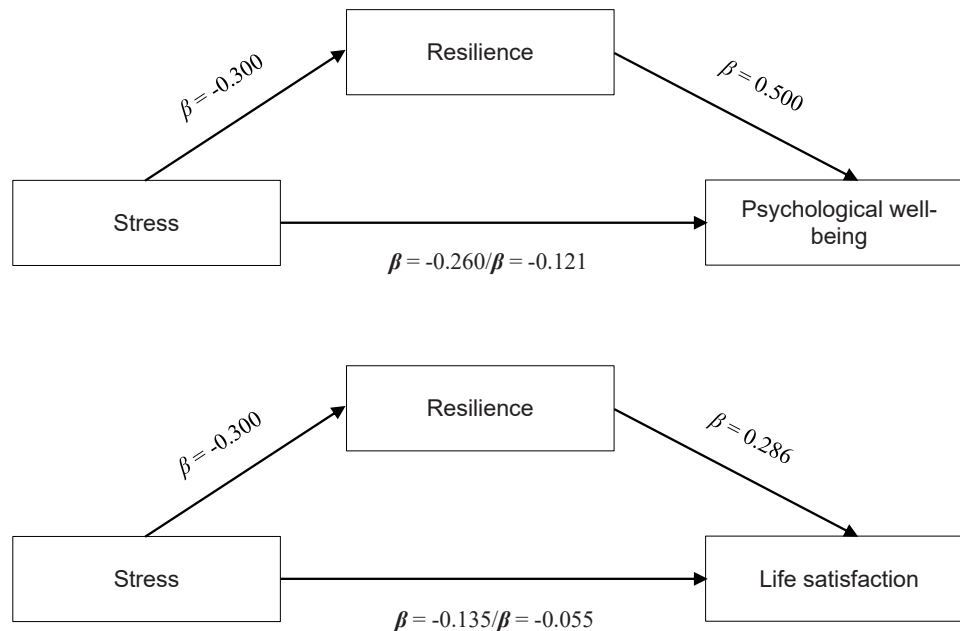 Resilience
β = -0.300
β = 0.500
Stress
Psychological well-
being
β = -0.260/β = -0.121
Resilience
β = -0.300
β = 0.286
Stress
Life satisfaction
β = -0.135/β = -0.055